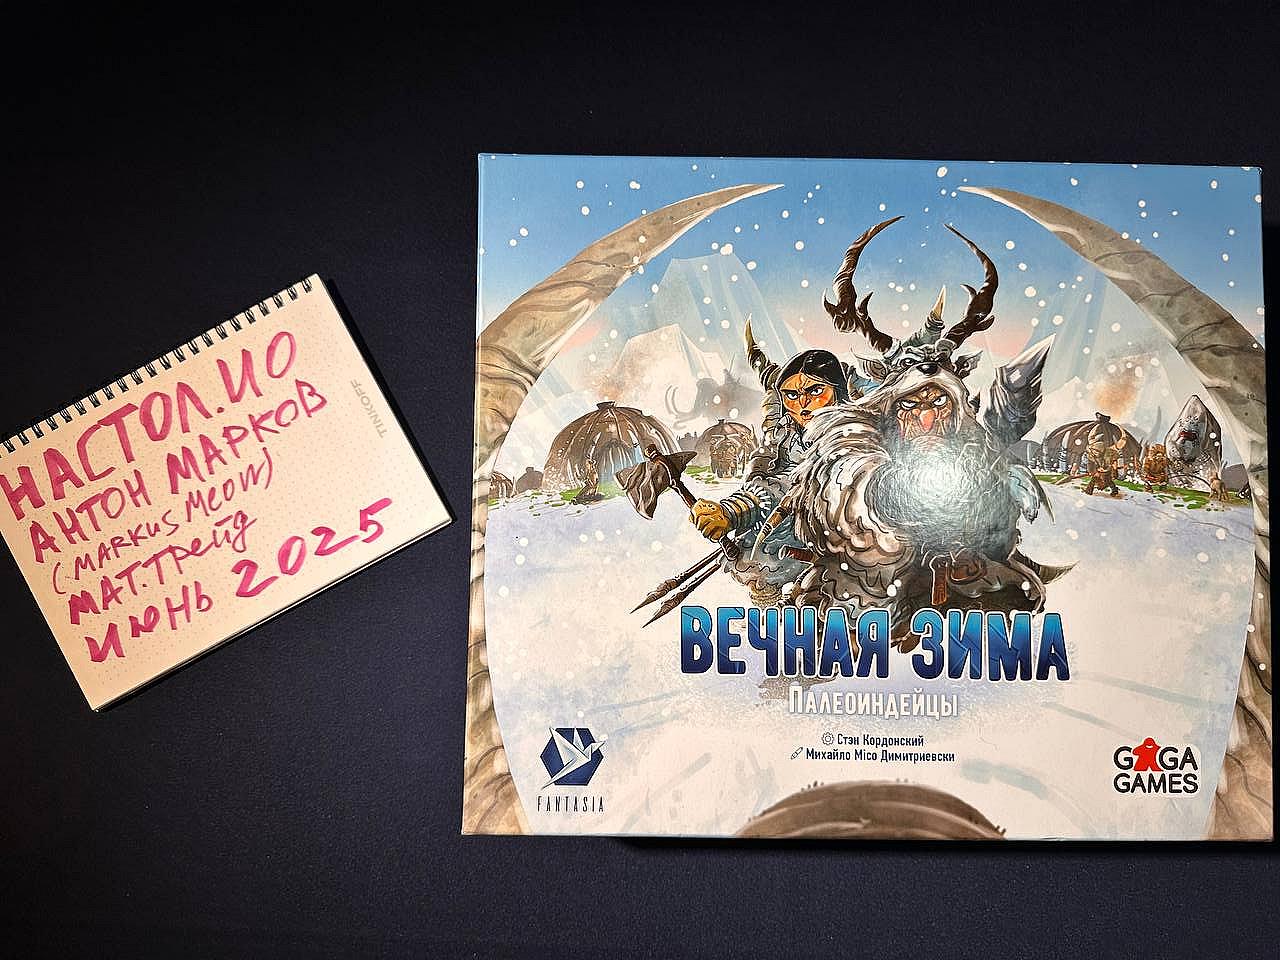 НАСТОЛ.ИО
АНТОН МАРКОВ
(MARKUS MEOW)
МАТ.ТРЕЙД
ИЮНЬ 2025
TINKOFF
ВЕЧНАЯ ЗИМА
ПАЛЕОИНДЕЙЦЫ
Стэн Кордонский
Михайло Mico Димитриевски
FANTASIA
GAGA
GAMES